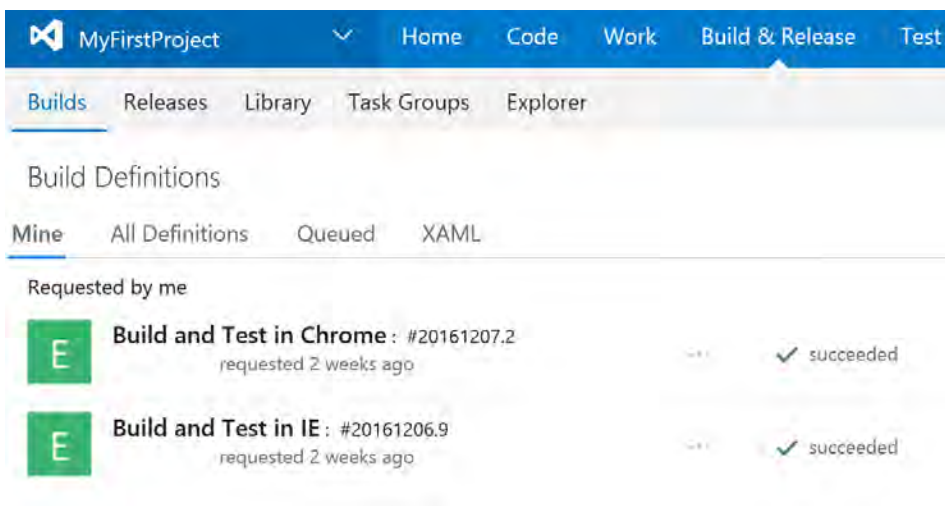 MyFirstProject Home Code Work Build & Release Test
Builds Releases Library Task Groups Explorer
Build Definitions
Mine All Definitions Queued XAML
Requested by me
E Build and Test in Chrome : #20161207.2
requested 2 weeks ago ... succeeded
E Build and Test in IE : #20161206.9
requested 2 weeks ago ... succeeded